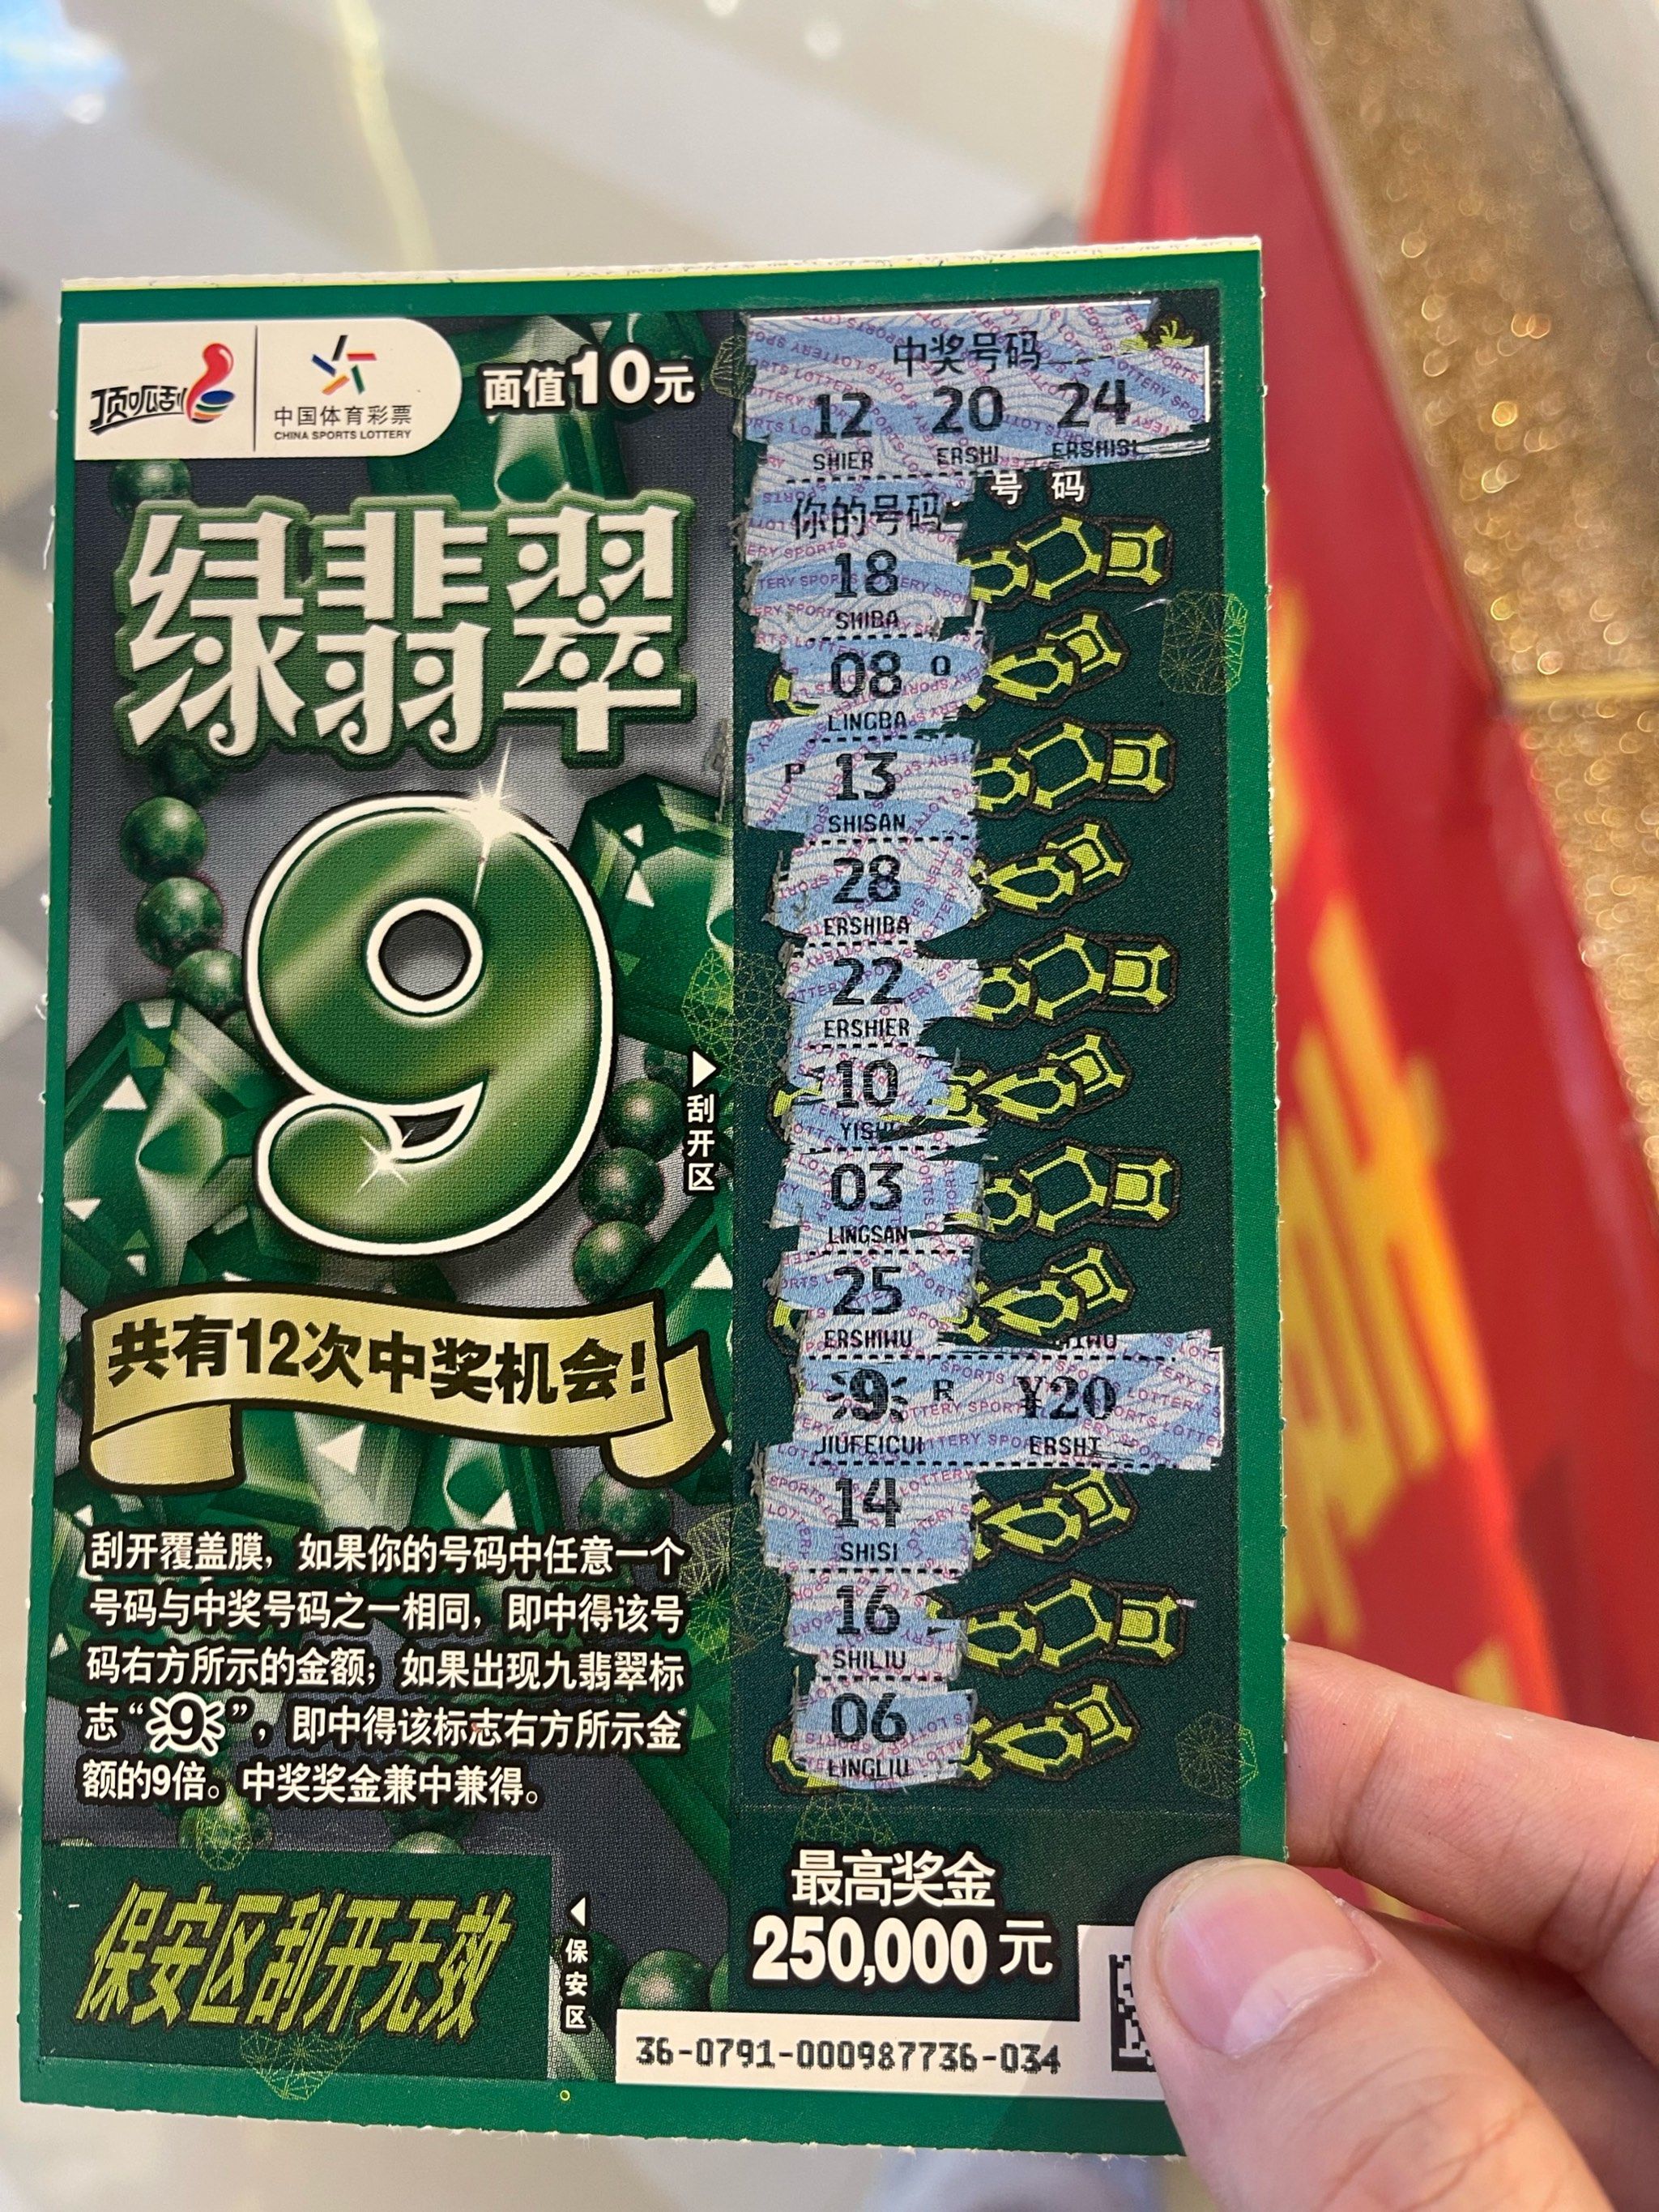 顶呱刮
中国体育彩票
CHINA SPORTS LOTTERY
面值10元
绿翡翠
9
共有12次中奖机会!
刮开覆盖膜，如果你的号码中任意一个
号码与中奖号码之一相同，即中得该号
码右方所示的金额；如果出现九翡翠标
志“9”，即中得该标志右方所示金
额的9倍。中奖奖金兼中兼得。
保安区刮开无效
保安区
刮开区
中奖号码
12 20 24
SHIER ERSHI ERSHISI
号码
你的号码
18
SHIBA
08 O
LINGBA
P 13
SHISAN
28
ERSHIBA
22
ERSHIER
10
YISHI
03
LINGSAN
25
ERSHIWU
9 R ¥20
JIUFEICUI ERSHI
14
SHISI
16
SHILIU
06
LINGLIU
最高奖金
250,000元
36-0791-000987736-034